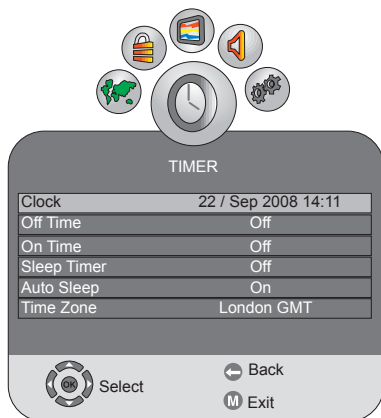 TIMER
Clock 22 / Sep 2008 14:11
Off Time Off
On Time Off
Sleep Timer Off
Auto Sleep On
Time Zone London GMT
OK Select
Back
M Exit